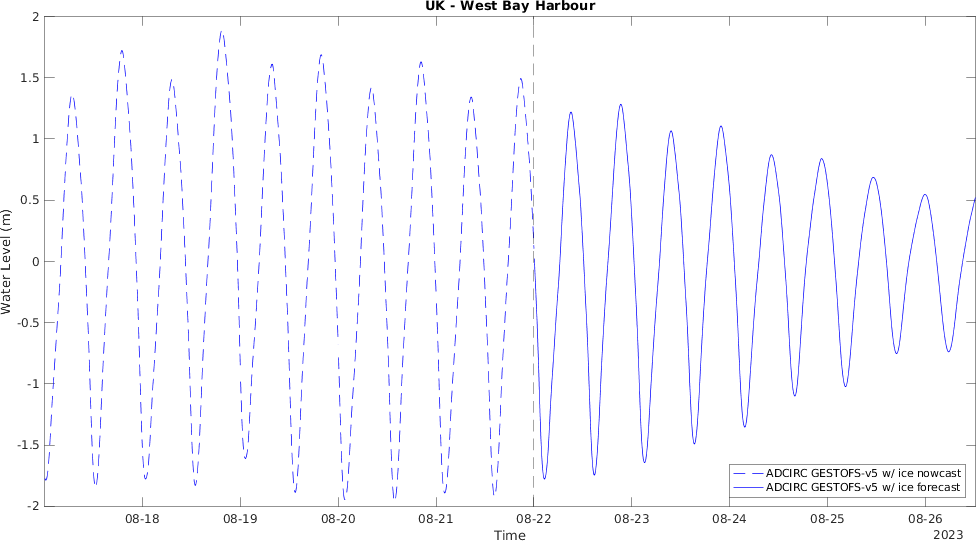 UK - West Bay Harbour
2
1.5
1
0.5
0
-0.5
-1
-1.5
-2
Water Level (m)
08-18 08-19 08-20 08-21 08-22 08-23 08-24 08-25 08-26
Time
2023
ADCIRC GESTOFS-v5 w/ ice nowcast
ADCIRC GESTOFS-v5 w/ ice forecast